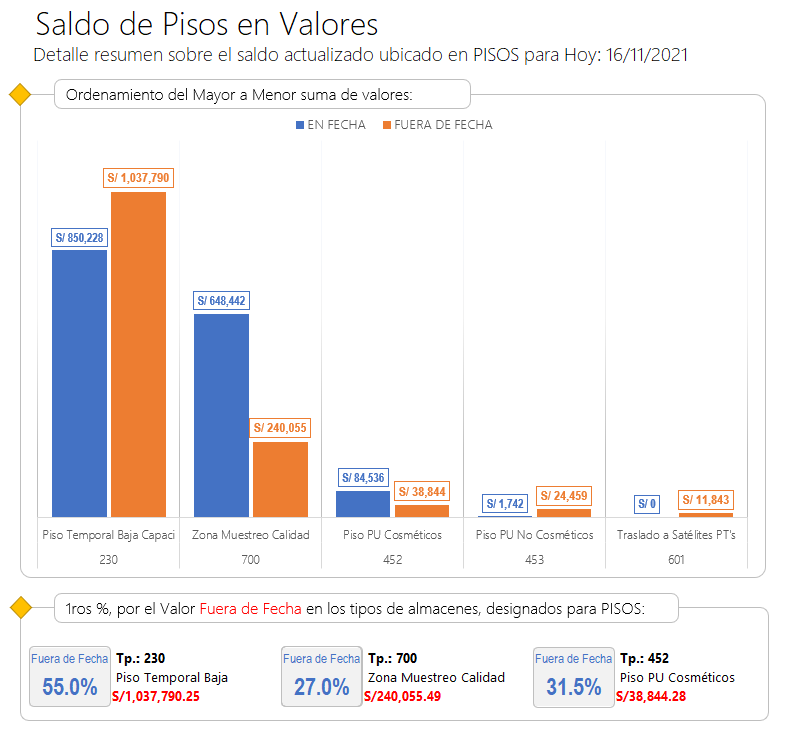 Saldo de Pisos en Valores
Detalle resumen sobre el saldo actualizado ubicado en PISOS para Hoy: 16/11/2021
Ordenamiento del Mayor a Menor suma de valores:
EN FECHA FUERA DE FECHA
S/ 1,037,790
S/ 850,228
S/ 648,442
S/ 240,055
S/ 84,536
S/ 38,844
S/ 1,742
S/ 24,459
S/ 0
S/ 11,843
Piso Temporal Baja Capaci Zona Muestreo Calidad Piso PU Cosméticos Piso PU No Cosméticos Traslado a Satélites PT's
230 700 452 453 601
1ros %, por el Valor Fuera de Fecha en los tipos de almacenes, designados para PISOS:
Fuera de Fecha
55.0%
Tp.: 230
Piso Temporal Baja
S/1,037,790.25
Fuera de Fecha
27.0%
Tp.: 700
Zona Muestreo Calidad
S/240,055.49
Fuera de Fecha
31.5%
Tp.: 452
Piso PU Cosméticos
S/38,844.28